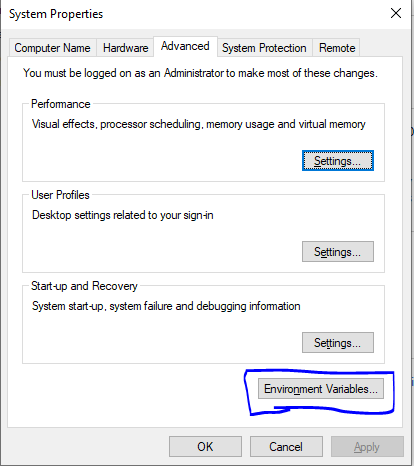 System Properties
Computer Name Hardware Advanced System Protection Remote
You must be logged on as an Administrator to make most of these changes.
Performance
Visual effects, processor scheduling, memory usage and virtual memory
Settings...
User Profiles
Desktop settings related to your sign-in
Settings...
Start-up and Recovery
System start-up, system failure and debugging information
Settings...
Environment Variables...
OK Cancel Apply